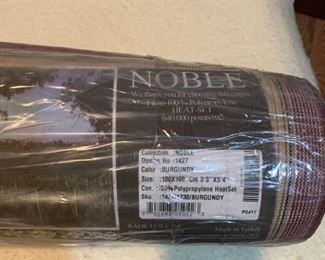 NOBLE
We thank you for choosing this carpet
Fibre 100 % Polypropylene
HEAT-SET
640.000 points/m2
Collection :NOBLE
Design No :1427
Color :BURGUNDY
Size :100X160 CM 3'3" X5'4"
Con. :100%Polypropylene HeatSet
Sku
/BURGUNDY
PD411
Made in Turkey